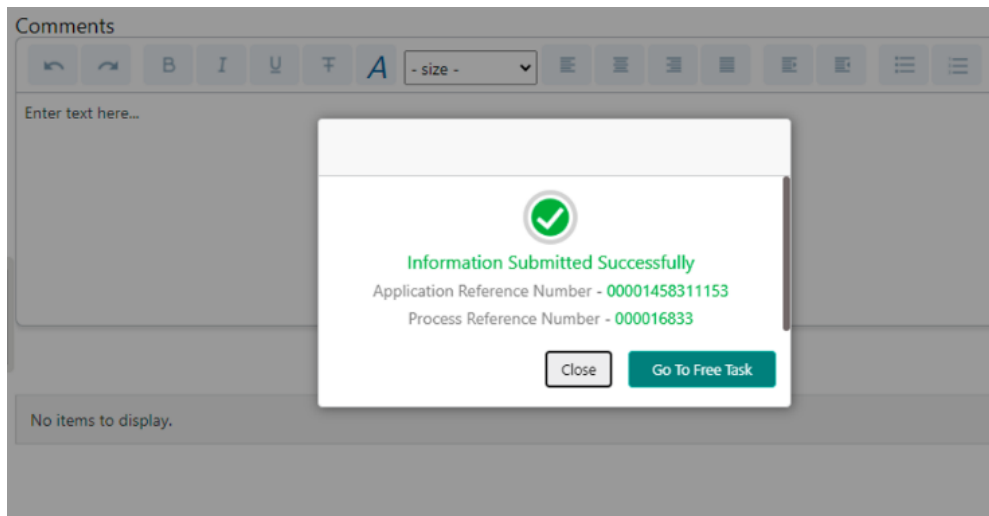 Comments
B I U T A - size -
Enter text here...
Information Submitted Successfully
Application Reference Number - 00001458311153
Process Reference Number - 000016833
Close Go To Free Task
No items to display.